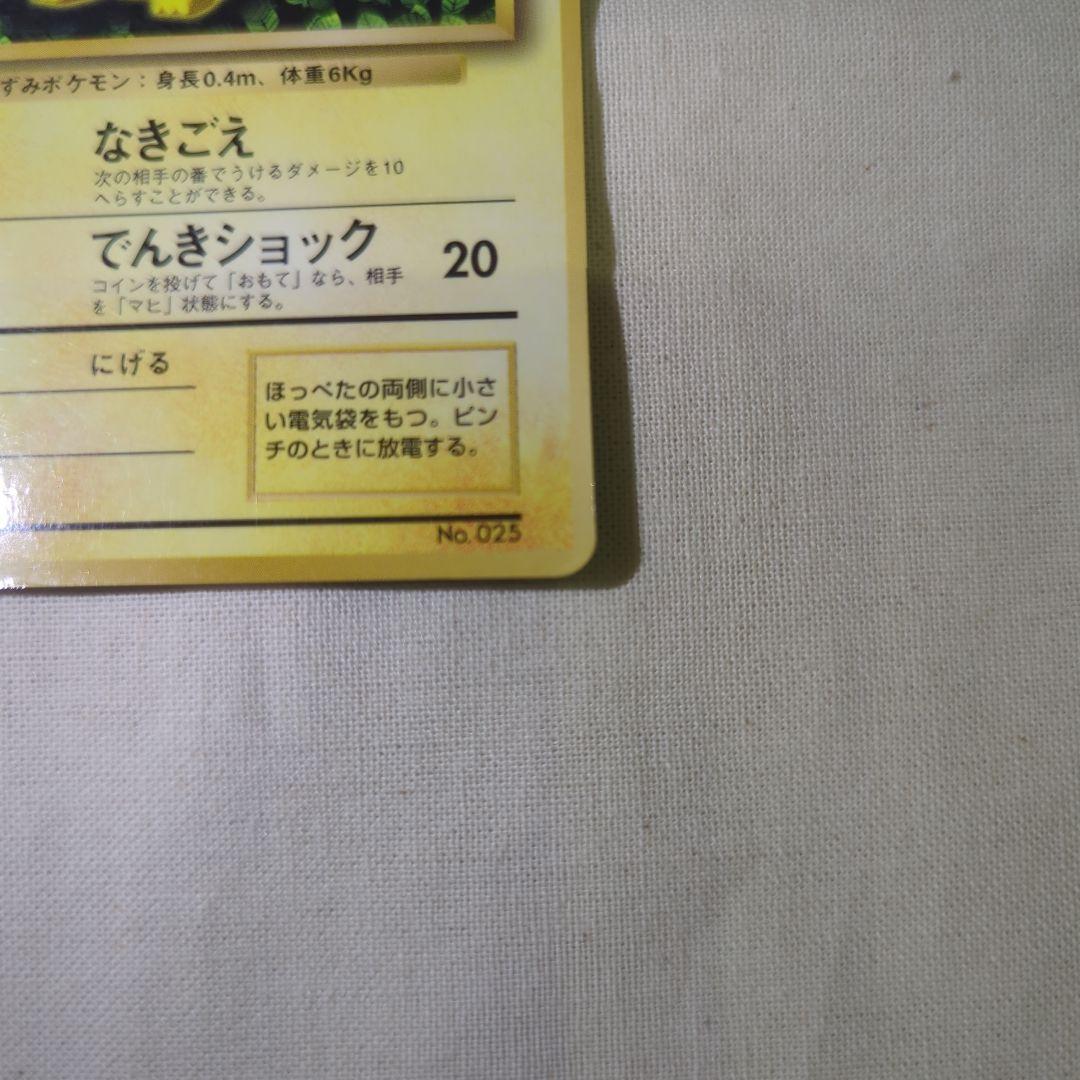 ずみポケモン：身長0.4m、体重6Kg
なきごえ
次の相手の番でうけるダメージを10
へらすことができる。
でんきショック 20
コインを投げて「おもて」なら、相手
を「マヒ」状態にする。
にげる
ほっぺたの両側に小さ
い電気袋をもつ。ピン
チのときに放電する。
No. 025